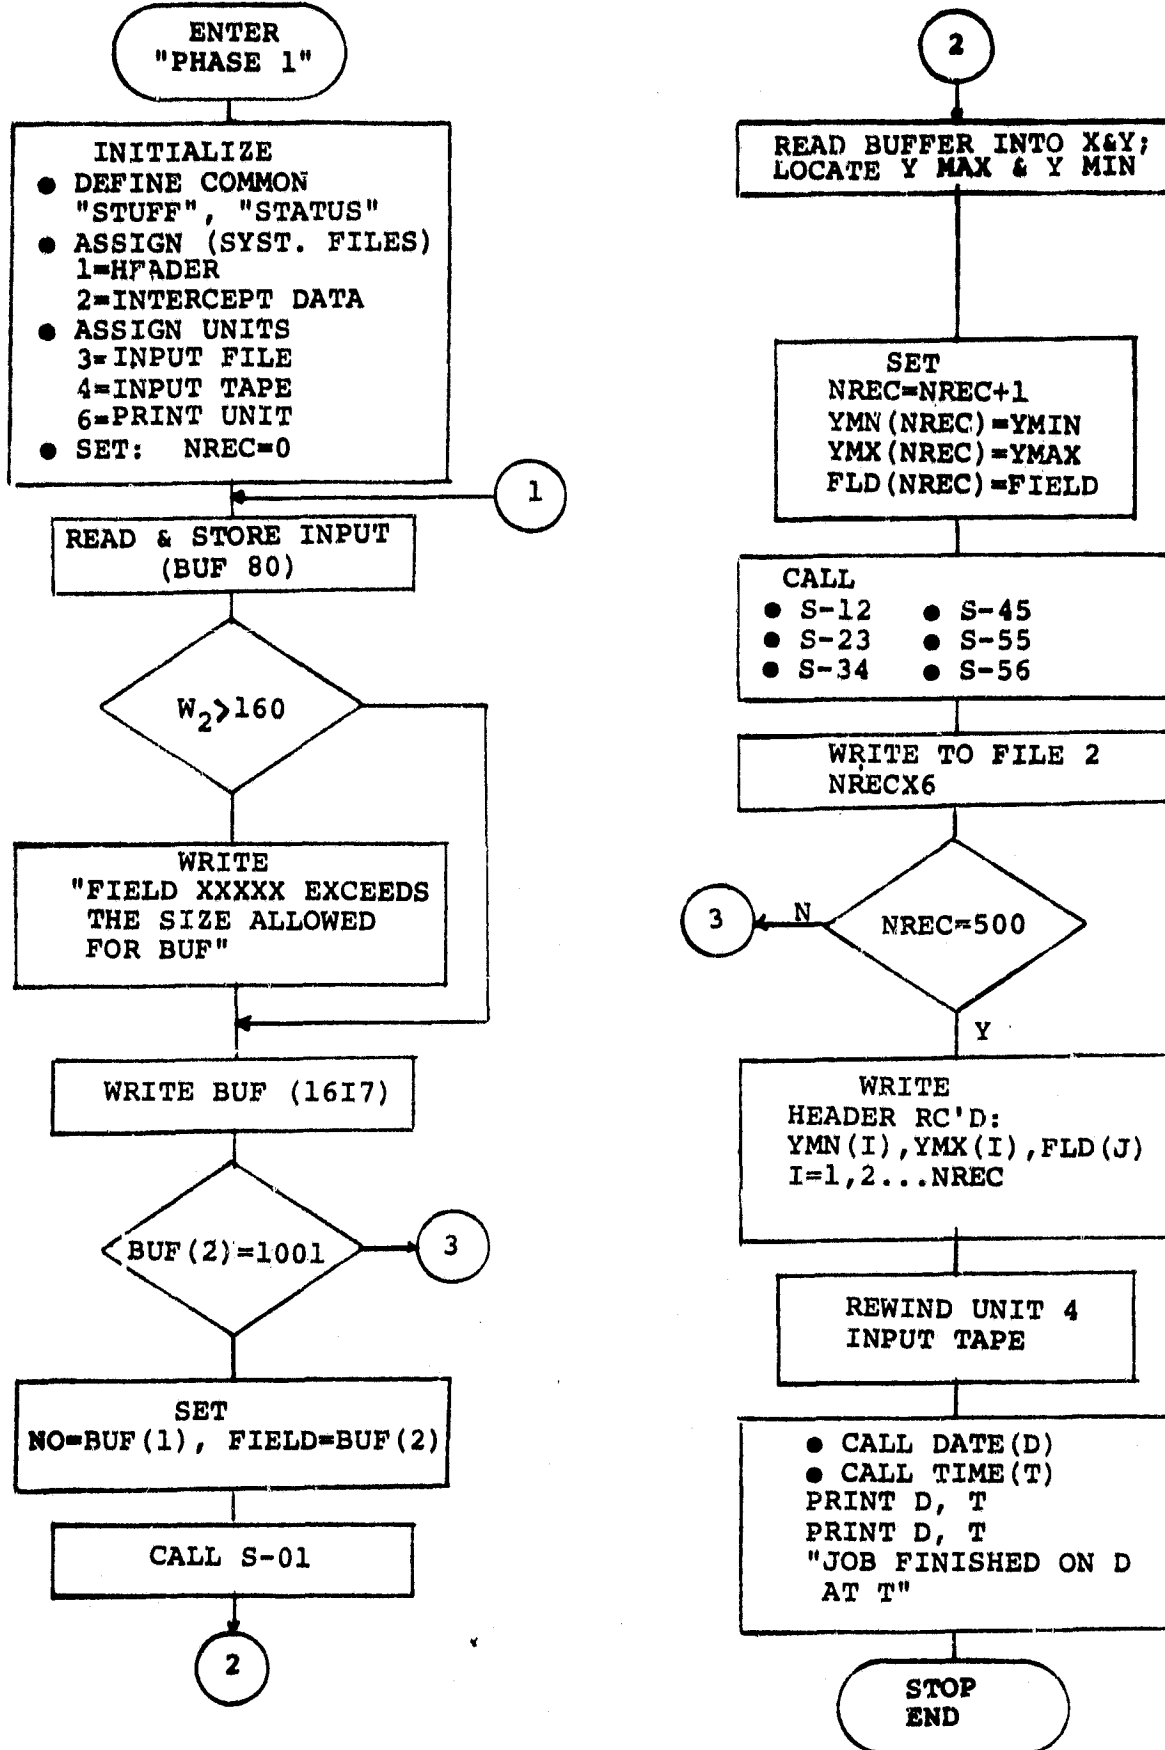 ENTER
"PHASE 1"
INITIALIZE
● DEFINE COMMON
"STUFF", "STATUS"
● ASSIGN (SYST. FILES)
1=HEADER
2=INTERCEPT DATA
● ASSIGN UNITS
3=INPUT FILE
4=INPUT TAPE
6=PRINT UNIT
● SET: NREC=0
1
READ & STORE INPUT
(BUF 80)
W2>160
WRITE
"FIELD XXXXX EXCEEDS
THE SIZE ALLOWED
FOR BUF"
WRITE BUF (16I7)
BUF(2)=1001
3
SET
NO=BUF(1), FIELD=BUF(2)
CALL S-01
2
2
READ BUFFER INTO X&Y;
LOCATE Y MAX & Y MIN
SET
NREC=NREC+1
YMN(NREC)=YMIN
YMX(NREC)=YMAX
FLD(NREC)=FIELD
CALL
● S-12 ● S-45
● S-23 ● S-55
● S-34 ● S-56
WRITE TO FILE 2
NRECX6
3
N
NREC=500
Y
WRITE
HEADER RC'D:
YMN(I),YMX(I),FLD(J)
I=1,2...NREC
REWIND UNIT 4
INPUT TAPE
● CALL DATE(D)
● CALL TIME(T)
PRINT D, T
PRINT D, T
"JOB FINISHED ON D
AT T"
STOP
END